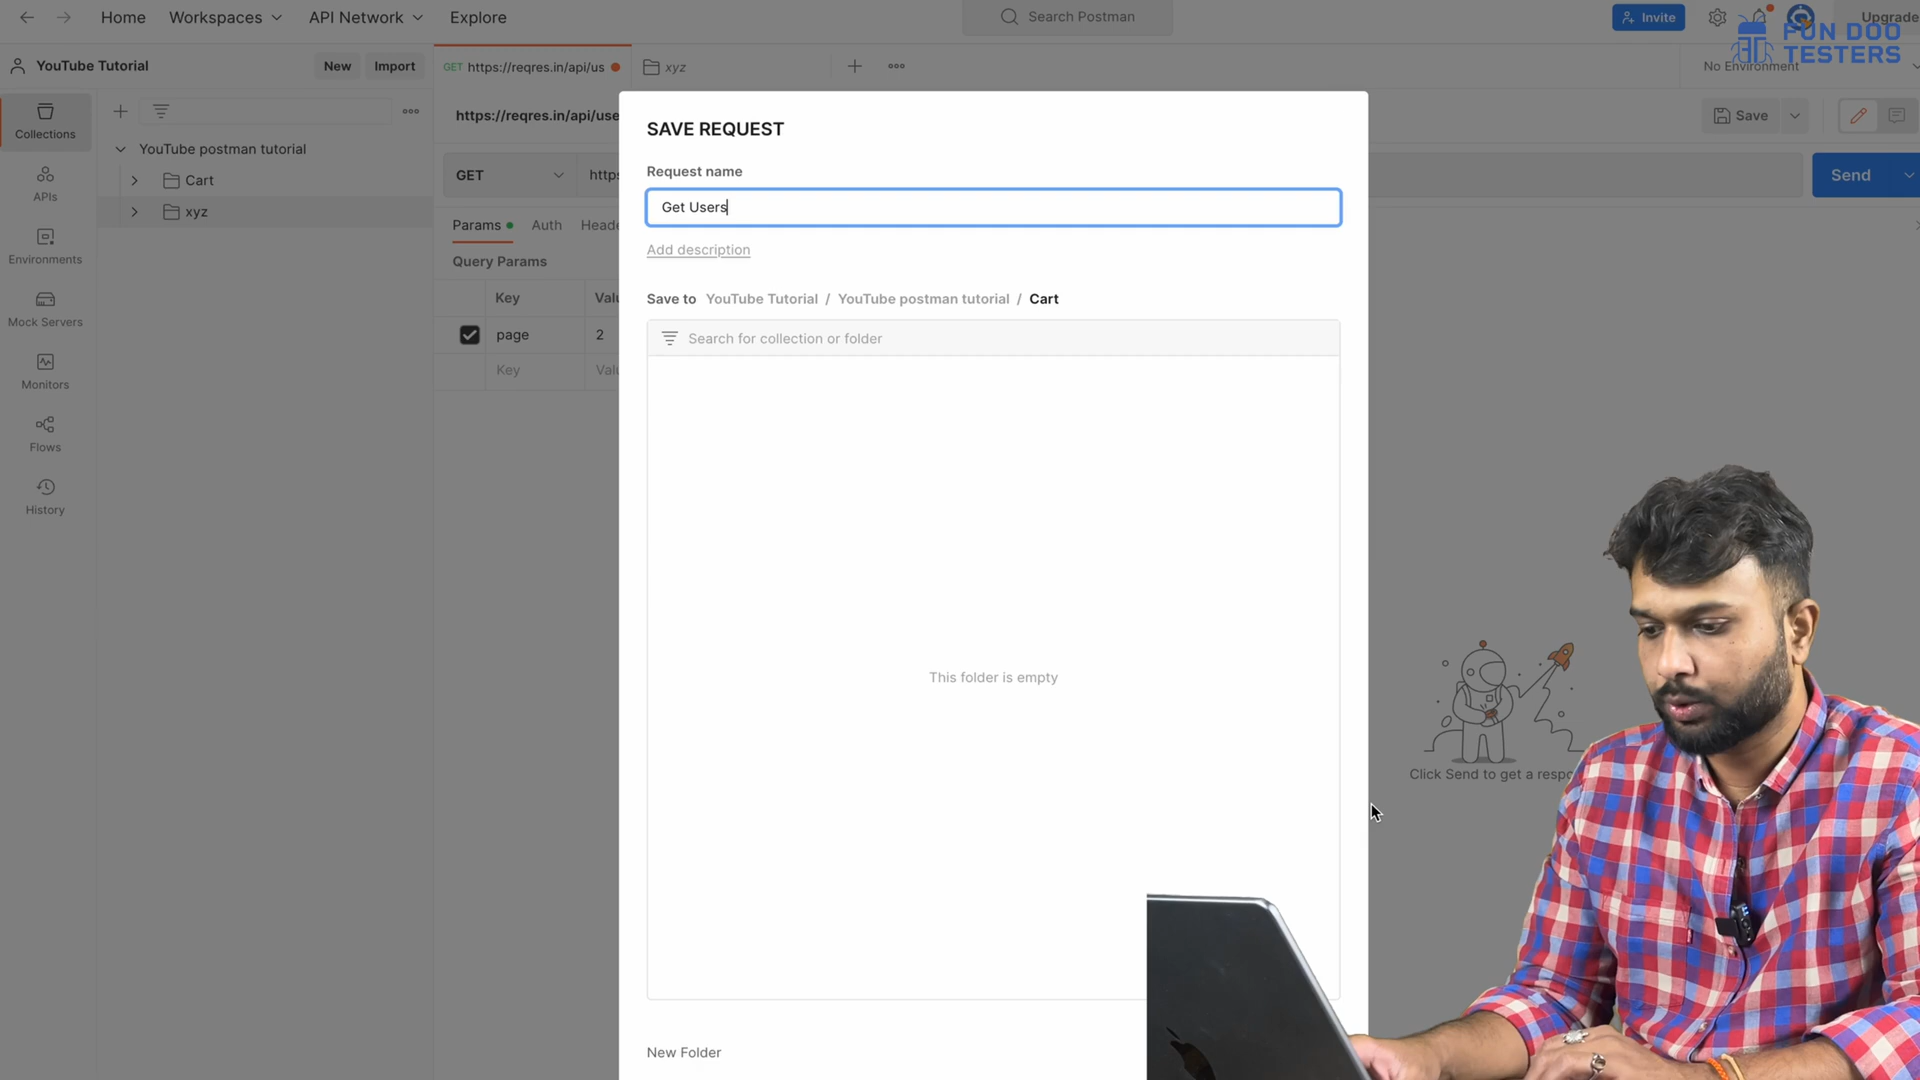 Home Workspaces API Network Explore Search Postman Invite Upgrade
FUN DOO
TESTERS
YouTube Tutorial New Import GET https://reqres.in/api/us xyz No Environment
Collections
APIs
Environments
Mock Servers
Monitors
Flows
History
YouTube postman tutorial
Cart
xyz
https://reqres.in/api/use Save
GET https Send
Params Auth Heade
Query Params
Key Valu
page 2
Key Valu
SAVE REQUEST
Request name
Get Users
Add description
Save to YouTube Tutorial / YouTube postman tutorial / Cart
Search for collection or folder
This folder is empty
New Folder
Click Send to get a respo